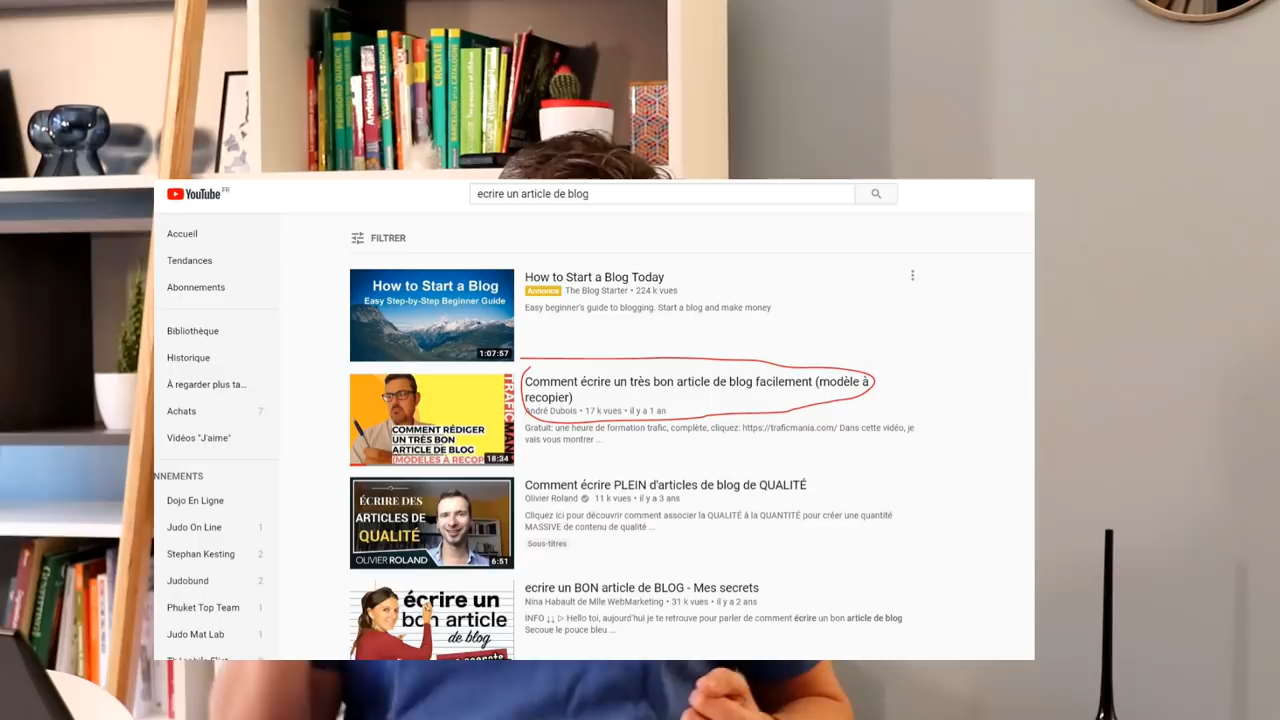 PERIGORD QUERCY
Andalousie
CROATIE
BARCELONE ET LA CATALOGNE
YouTube FR
ecrire un article de blog
FILTRER
Accueil
Tendances
Abonnements
Bibliothèque
Historique
À regarder plus ta...
Achats 7
Vidéos "J'aime"
NNEMENTS
Dojo En Ligne
Judo On Line 1
Stephan Kesting 2
Judobund 2
Phuket Top Team 1
Judo Mat Lab 1
How to Start a Blog
Easy Step-by-Step Beginner Guide
1:07:57
How to Start a Blog Today
Annonce The Blog Starter • 224 k vues
Easy beginner's guide to blogging. Start a blog and make money
TRAFICMAN
COMMENT RÉDIGER
UN TRÈS BON
ARTICLE DE BLOG
(MODÈLES À RECOP
18:34
Comment écrire un très bon article de blog facilement (modèle à
recopier)
André Dubois • 17 k vues • il y a 1 an
Gratuit: une heure de formation trafic, complète, cliquez: https://traficmania.com/ Dans cette vidéo, je
vais vous montrer ...
ÉCRIRE DES
ARTICLES DE
QUALITÉ
OLIVIER ROLAND
6:51
Comment écrire PLEIN d'articles de blog de QUALITÉ
Olivier Roland 11 k vues • il y a 3 ans
Cliquez ici pour découvrir comment associer la QUALITÉ à la QUANTITÉ pour créer une quantité
MASSIVE de contenu de qualité ...
Sous-titres
écrire un
bon article
de blog
ecrire un BON article de BLOG - Mes secrets
Nina Habault de Mlle WebMarketing • 31 k vues • il y a 2 ans
INFO ↓↓ ▷ Hello toi, aujourd'hui je te retrouve pour parler de comment écrire un bon article de blog
Secoue le pouce bleu ...